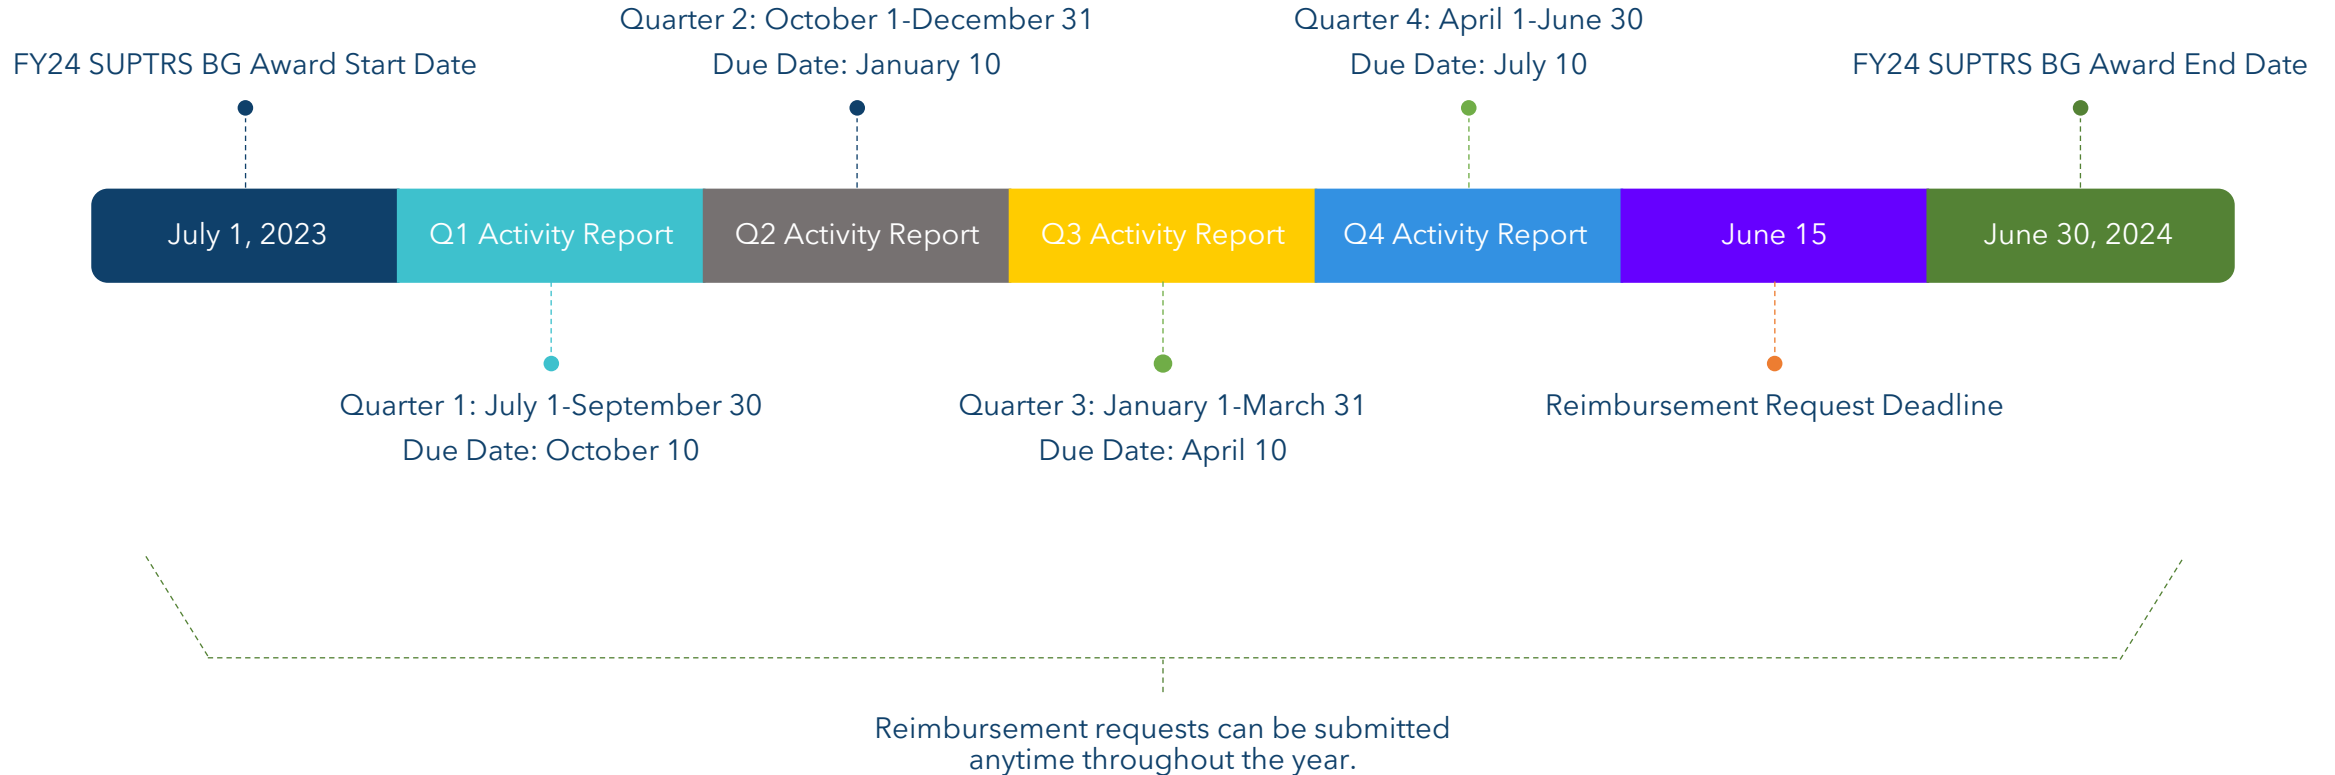 Quarter 2: October 1-December 31
Due Date: January 10
Quarter 4: April 1-June 30
Due Date: July 10
FY24 SUPTRS BG Award Start Date
FY24 SUPTRS BG Award End Date
July 1, 2023
Q1 Activity Report
Q2 Activity Report
Q3 Activity Report
Q4 Activity Report
June 15
June 30, 2024
Quarter 1: July 1-September 30
Due Date: October 10
Quarter 3: January 1-March 31
Due Date: April 10
Reimbursement Request Deadline
Reimbursement requests can be submitted
anytime throughout the year.